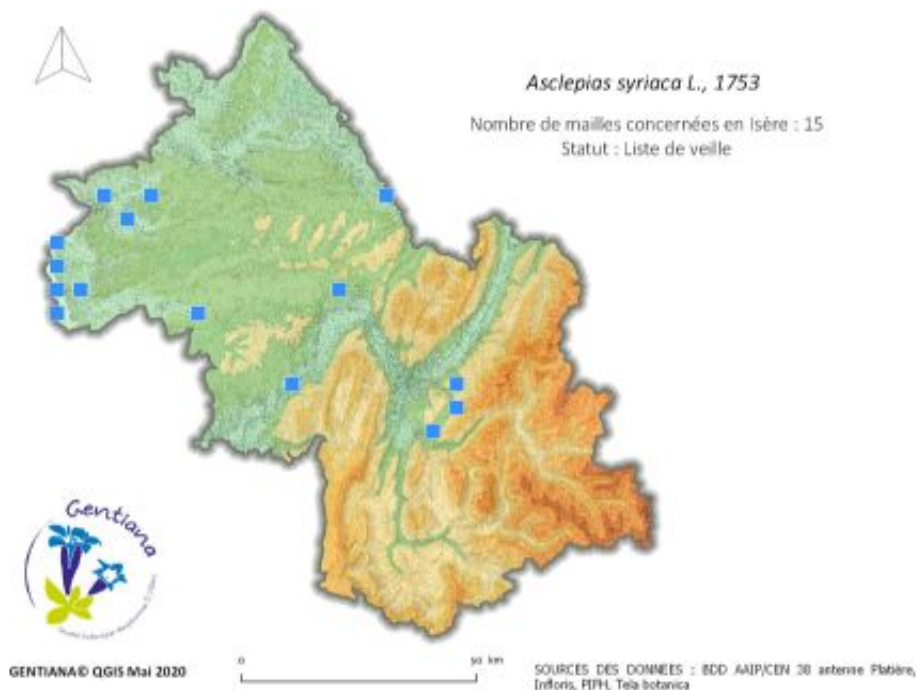 Asclepias syriaca L., 1753
Nombre de mailles concernées en Isère : 15
Statut : Liste de veille
Gentiana
GENTIANA© QGIS Mai 2020
0
50 km
SOURCES DES DONNEES : BDD AAIP/CEN 38 antenne Platière,
Infloris, PIFH, Tela botanica